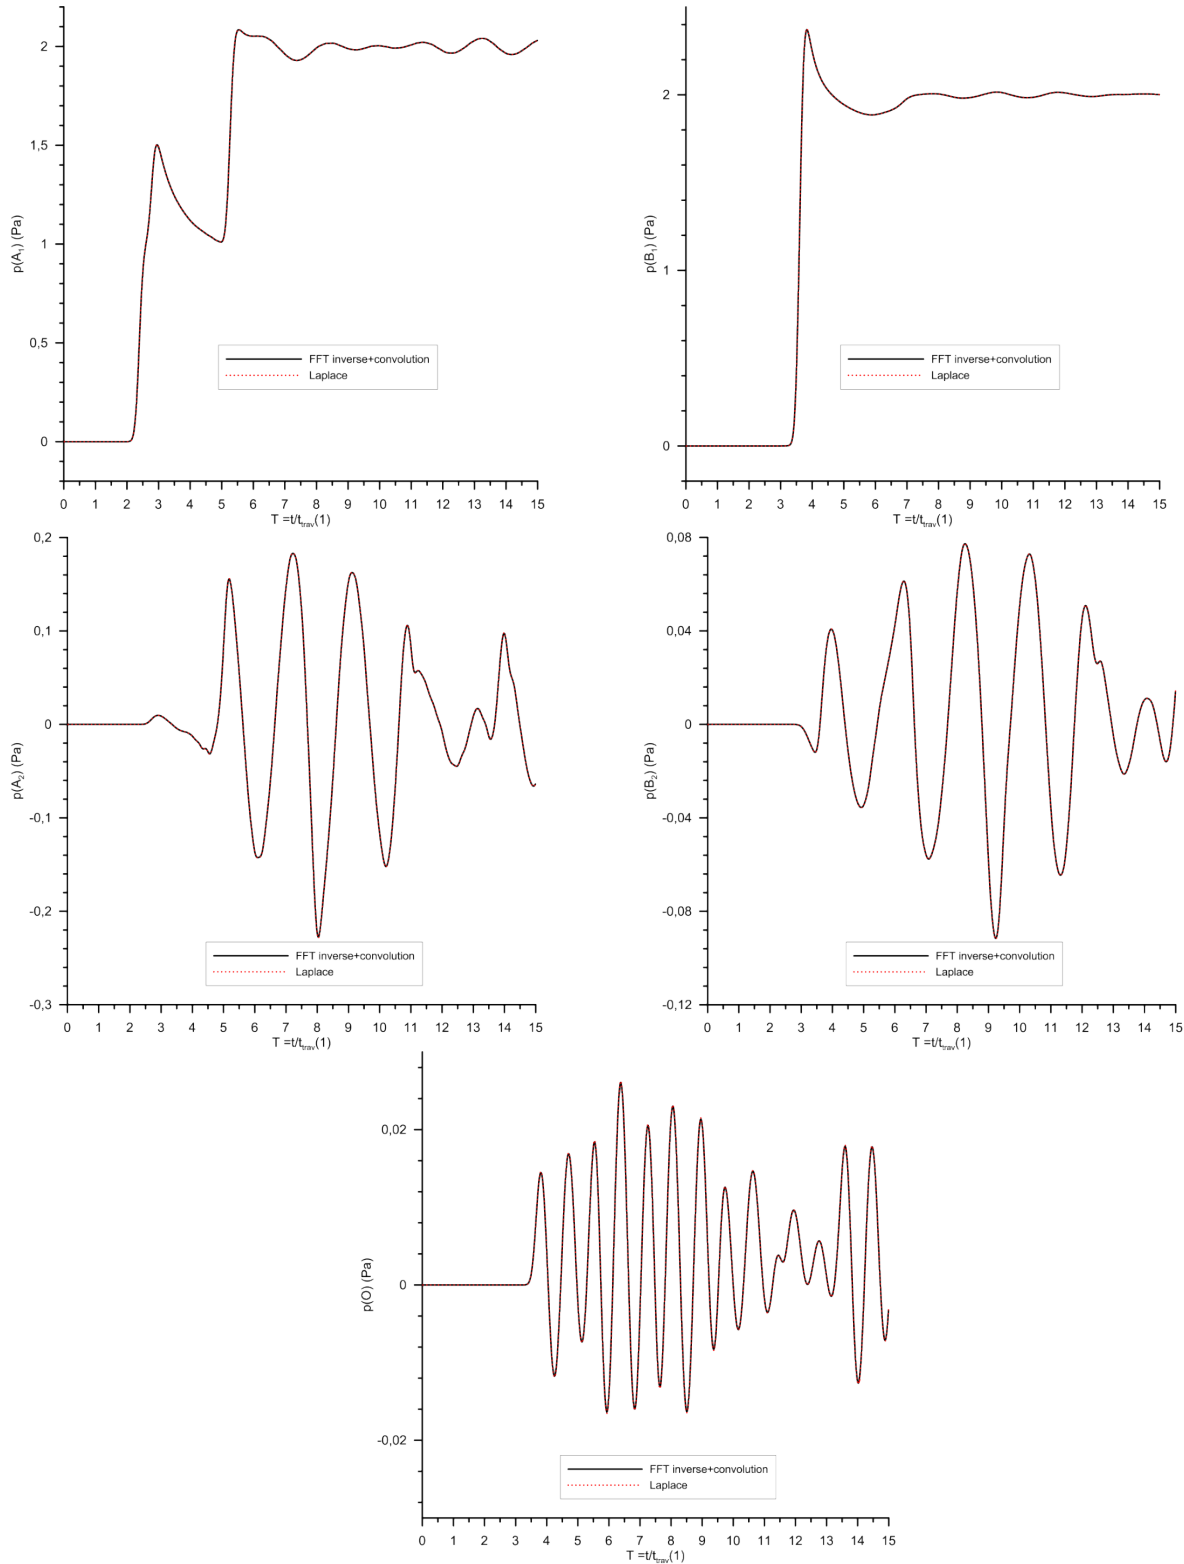 2
1,5
1
0,5
0
p(A₁) (Pa)
FFT inverse+convolution
Laplace
0 1 2 3 4 5 6 7 8 9 10 11 12 13 14 15
T =t/t_trav(1)
2
1
0
p(B₁) (Pa)
FFT inverse+convolution
Laplace
0 1 2 3 4 5 6 7 8 9 10 11 12 13 14 15
T =t/t_trav(1)
0,2
0,1
0
-0,1
-0,2
-0,3
p(A₂) (Pa)
FFT inverse+convolution
Laplace
0 1 2 3 4 5 6 7 8 9 10 11 12 13 14 15
T =t/t_trav(1)
0,08
0,04
0
-0,04
-0,08
-0,12
p(B₂) (Pa)
FFT inverse+convolution
Laplace
0 1 2 3 4 5 6 7 8 9 10 11 12 13 14 15
T =t/t_trav(1)
0,02
0
-0,02
p(O) (Pa)
FFT inverse+convolution
Laplace
0 1 2 3 4 5 6 7 8 9 10 11 12 13 14 15
T =t/t_trav(1)